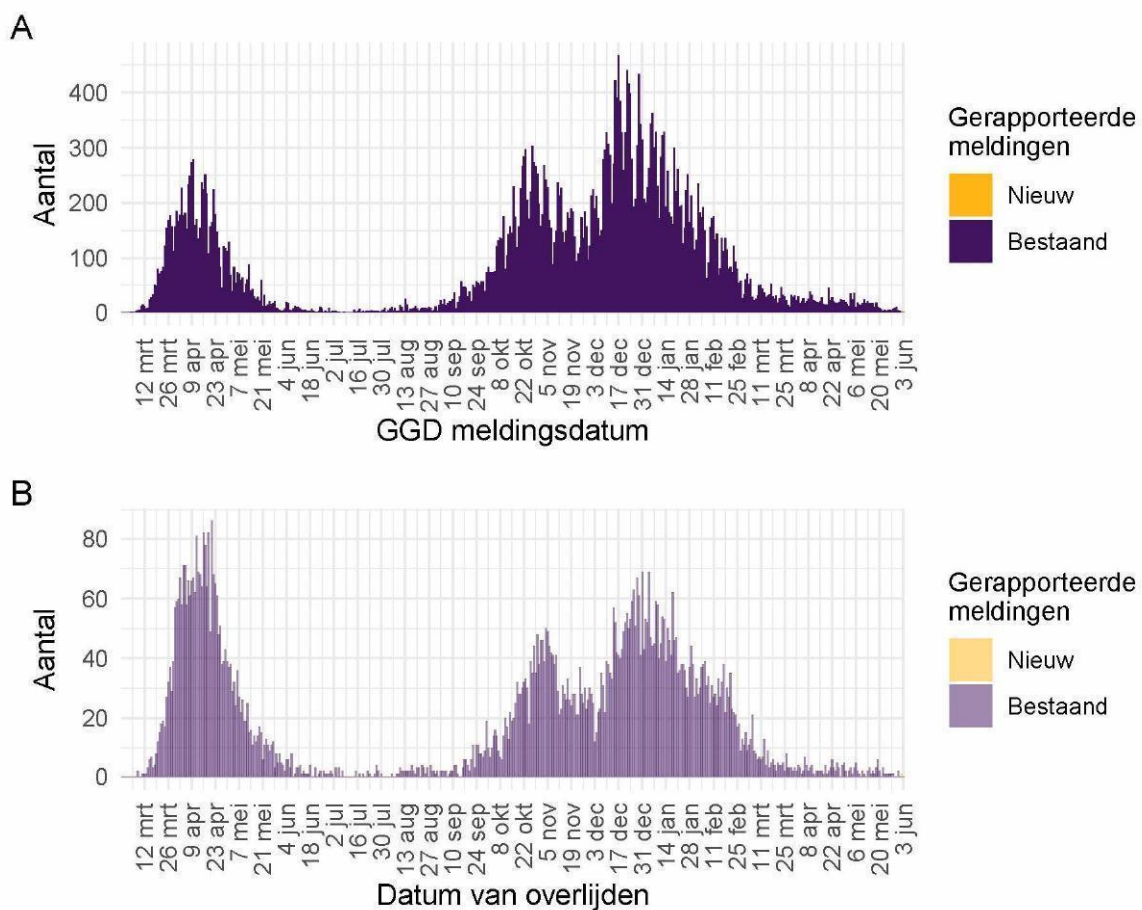 A
Aantal
400
300
200
100
0
12 mrt
26 mrt
9 apr
23 apr
7 mei
21 mei
4 jun
18 jun
2 jul
16 jul
30 jul
13 aug
27 aug
10 sep
24 sep
8 okt
22 okt
5 nov
19 nov
3 dec
17 dec
31 dec
14 jan
28 jan
11 feb
25 feb
11 mrt
25 mrt
8 apr
22 apr
6 mei
20 mei
3 jun
GGD meldingsdatum
Gerapporteerde
meldingen
Nieuw
Bestaand
B
Aantal
80
60
40
20
0
12 mrt
26 mrt
9 apr
23 apr
7 mei
21 mei
4 jun
18 jun
2 jul
16 jul
30 jul
13 aug
27 aug
10 sep
24 sep
8 okt
22 okt
5 nov
19 nov
3 dec
17 dec
31 dec
14 jan
28 jan
11 feb
25 feb
11 mrt
25 mrt
8 apr
22 apr
6 mei
20 mei
3 jun
Datum van overlijden
Gerapporteerde
meldingen
Nieuw
Bestaand